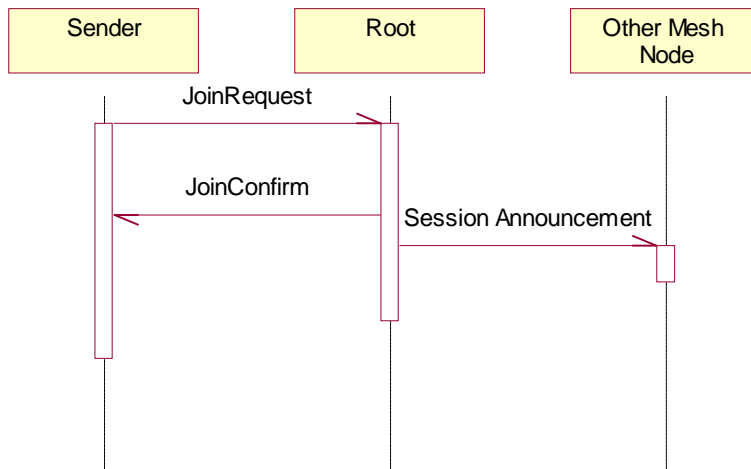 Sender
Root
Other Mesh
Node
JoinRequest
JoinConfirm
Session Announcement